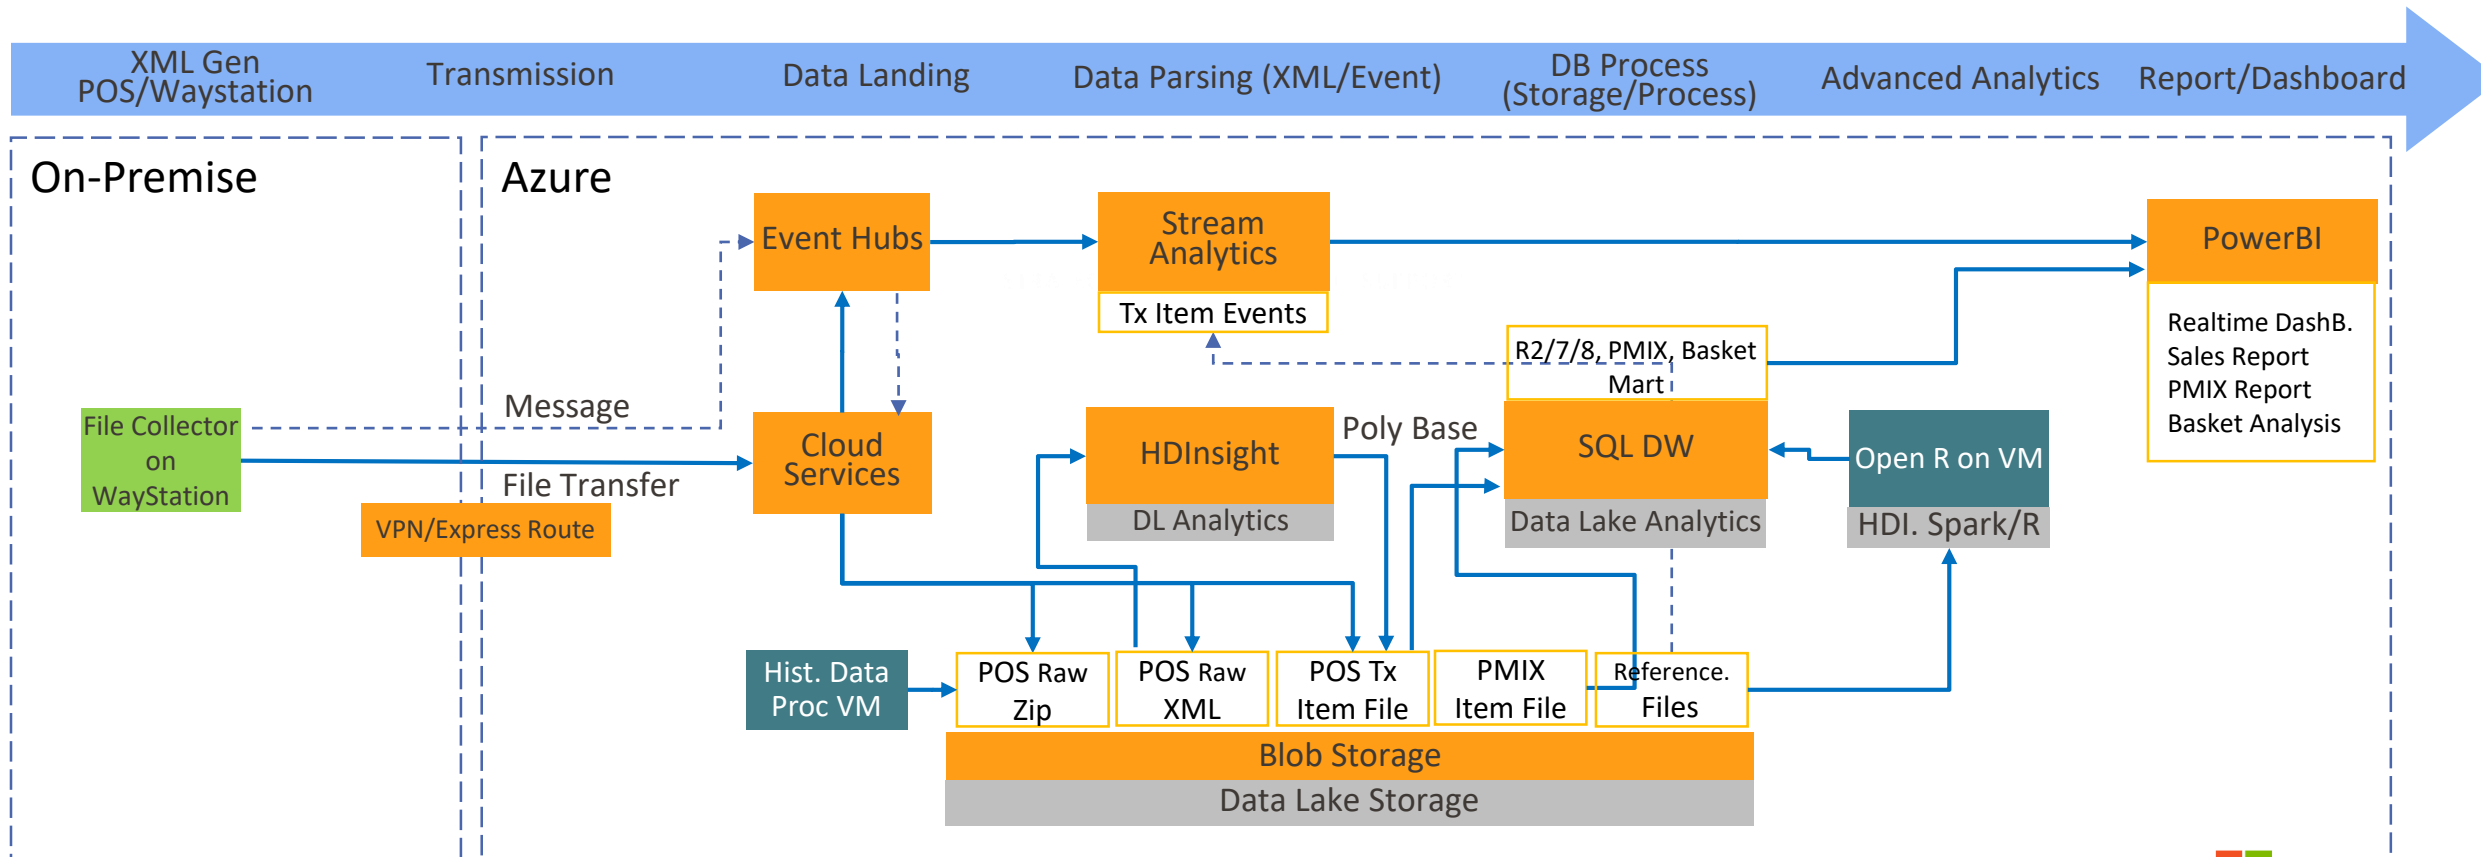 XML Gen
POS/Waystation
Transmission
Data Landing
Data Parsing (XML/Event)
DB Process
(Storage/Process)
Advanced Analytics
Report/Dashboard
On-Premise
Azure
Event Hubs
Stream
Analytics
Tx Item Events
PowerBI
Realtime DashB.
Sales Report
PMIX Report
Basket Analysis
R2/7/8, PMIX, Basket
Mart
Message
File Collector
on
WayStation
File Transfer
VPN/Express Route
Cloud
Services
HDInsight
DL Analytics
Poly Base
SQL DW
Data Lake Analytics
Open R on VM
HDI. Spark/R
Hist. Data
Proc VM
POS Raw
Zip
POS Raw
XML
POS Tx
Item File
PMIX
Item File
Reference.
Files
Blob Storage
Data Lake Storage